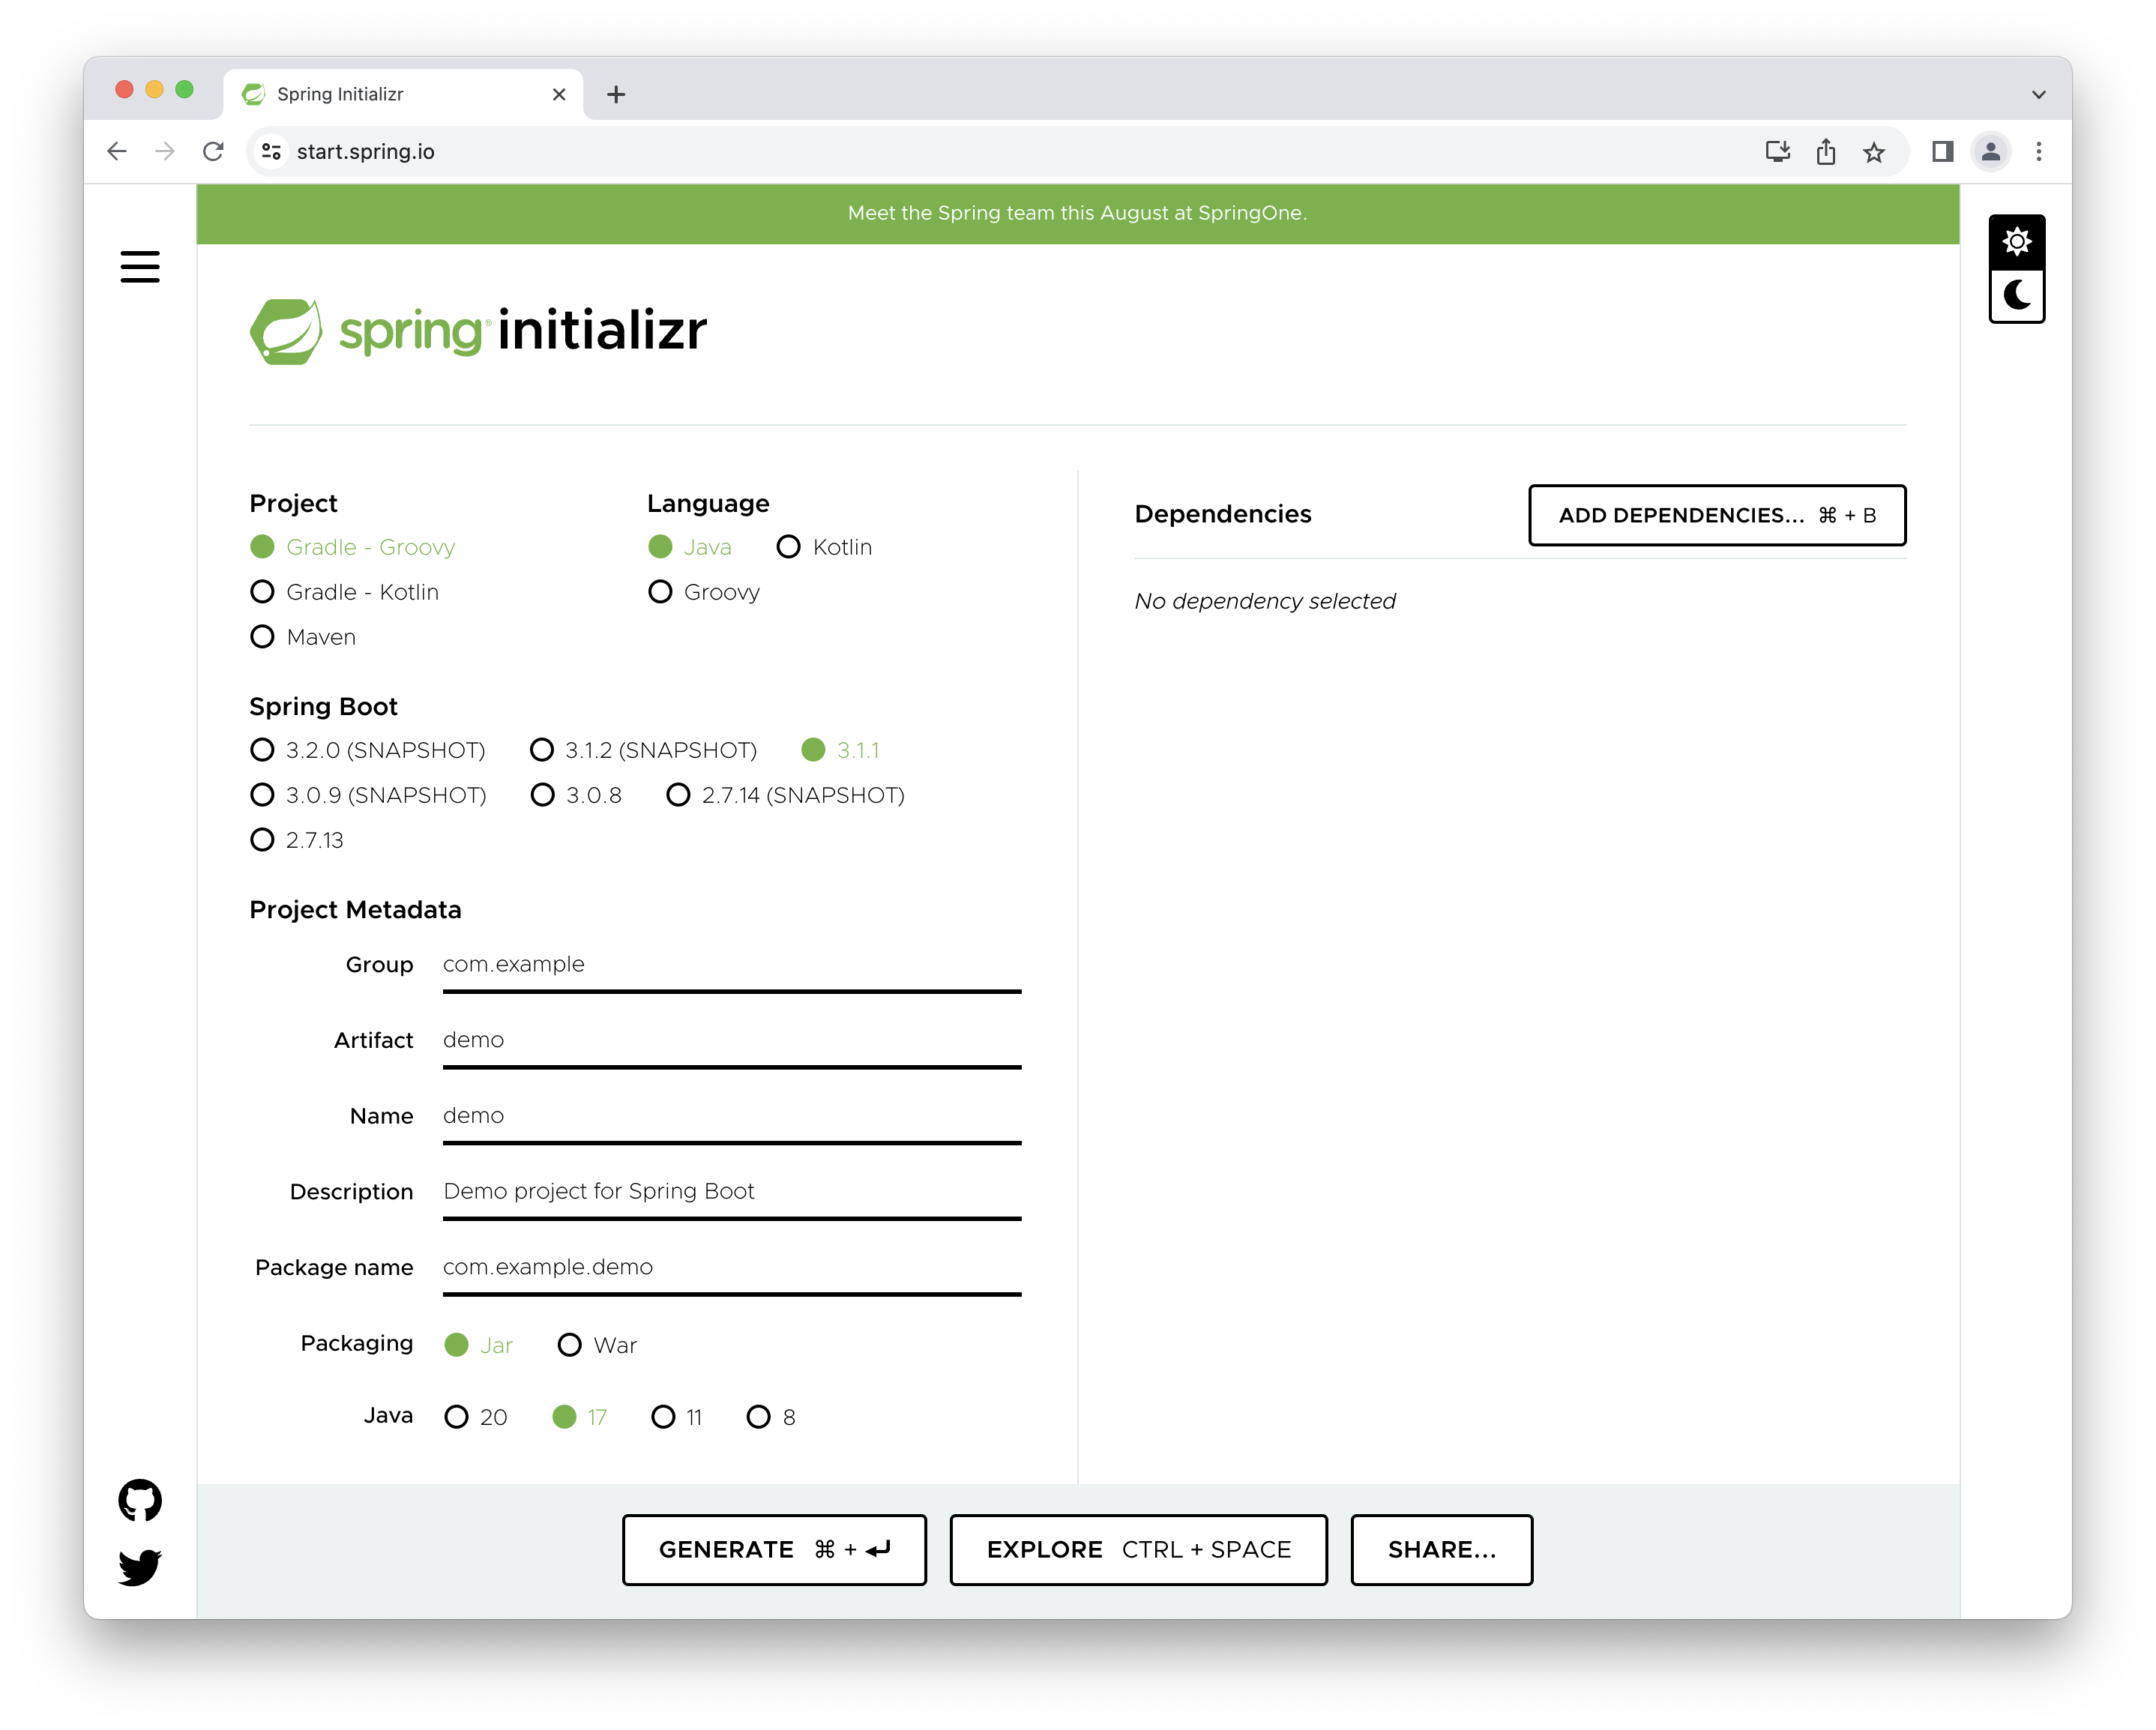 Spring Initializr
start.spring.io
Meet the Spring team this August at SpringOne.
spring® initializr
Project
Gradle - Groovy
Gradle - Kotlin
Maven
Language
Java Kotlin
Groovy
Spring Boot
3.2.0 (SNAPSHOT) 3.1.2 (SNAPSHOT) 3.1.1
3.0.9 (SNAPSHOT) 3.0.8 2.7.14 (SNAPSHOT)
2.7.13
Project Metadata
Group com.example
Artifact demo
Name demo
Description Demo project for Spring Boot
Package name com.example.demo
Packaging Jar War
Java 20 17 11 8
Dependencies ADD DEPENDENCIES... ⌘ + B
No dependency selected
GENERATE ⌘ + ⏎ EXPLORE CTRL + SPACE SHARE...